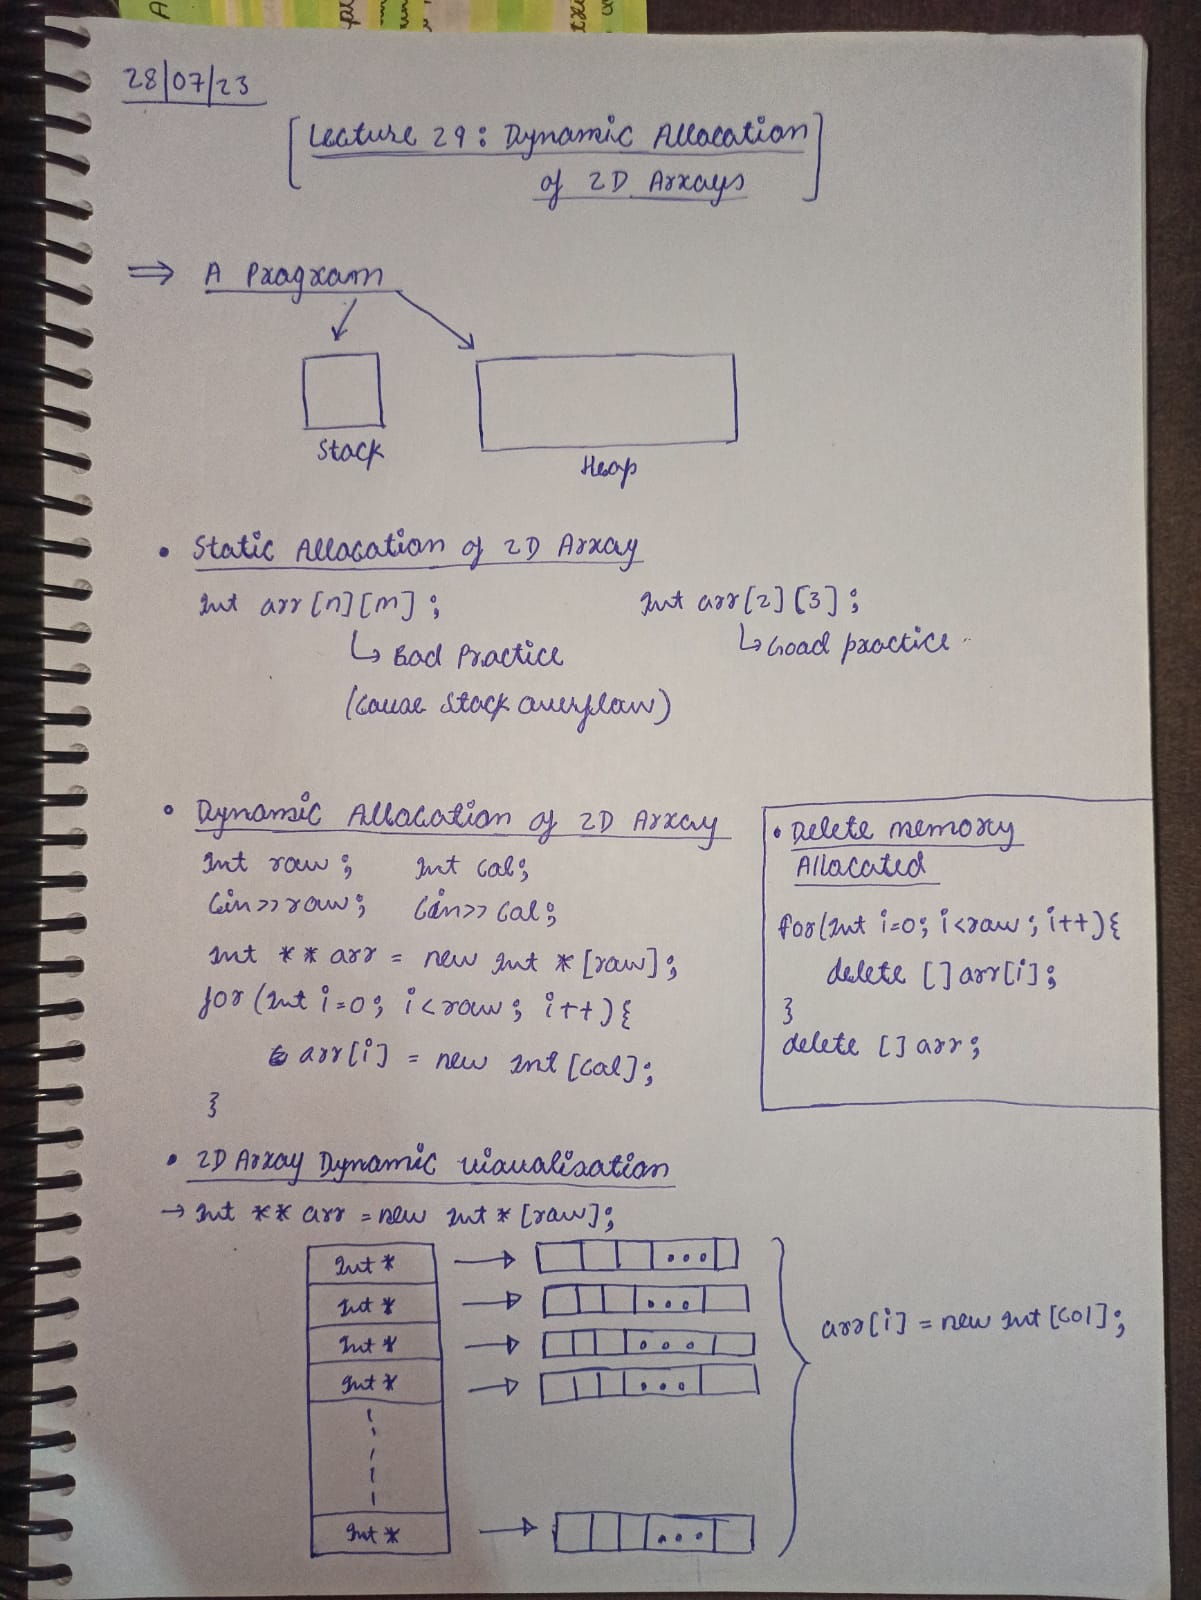 28/07/23
[Lecture 29: Dynamic Allocation
of 2D Arrays]
⇒ A Program
Stack
Heap
• Static Allocation of 2D Array
Int arr[n][m];
↳ Bad Practice
(Cause Stack overflow)
Int arr[2][3];
↳ Good practice
• Dynamic Allocation of 2D Array
Int row; Int col;
Cin>>row; Cin>>col;
Int ** arr = new Int * [row];
for (Int i=0; i<row; i++){
arr[i] = new Int [col];
}
• Delete memory
Allocated
for(Int i=0; i<row; i++){
delete []arr[i];
}
delete [] arr;
• 2D Array Dynamic visualisation
→ Int ** arr = new Int * [row];
Int *
Int *
Int *
Int *
Int *
arr[i] = new Int [col];